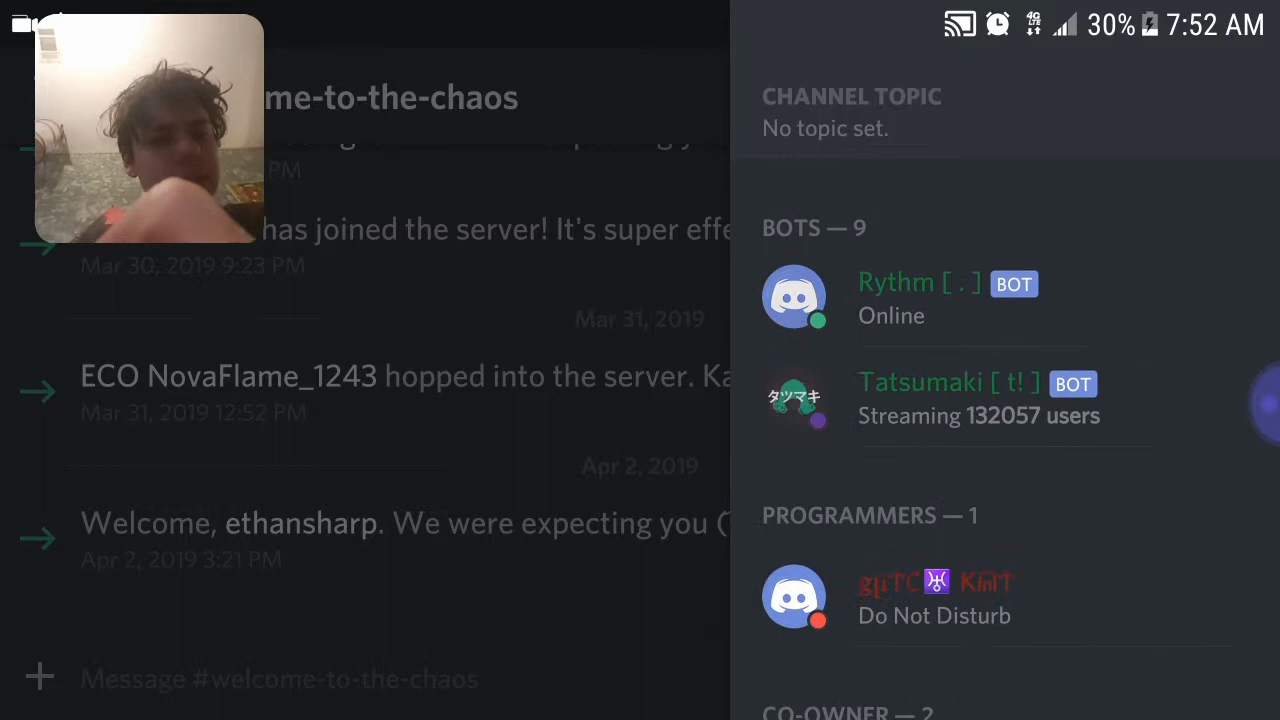 30% 7:52 AM
4G LTE
me-to-the-chaos
PM
has joined the server! It's super effe
Mar 30, 2019 9:23 PM
Mar 31, 2019
ECO NovaFlame_1243 hopped into the server. Ka
Mar 31, 2019 12:52 PM
Apr 2, 2019
Welcome, ethansharp. We were expecting you (
Apr 2, 2019 3:21 PM
Message #welcome-to-the-chaos
CHANNEL TOPIC
No topic set.
BOTS — 9
Rythm [ . ] BOT
Online
タツマキ
Tatsumaki [ t! ] BOT
Streaming 132057 users
PROGRAMMERS — 1
Do Not Disturb
CO-OWNER — 2